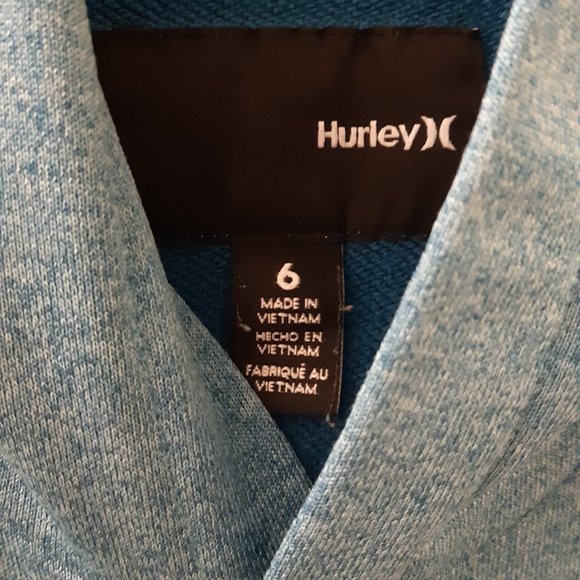 Hurley
6
MADE IN
VIETNAM
HECHO EN
VIETNAM
FABRIQUÉ AU
VIETNAM